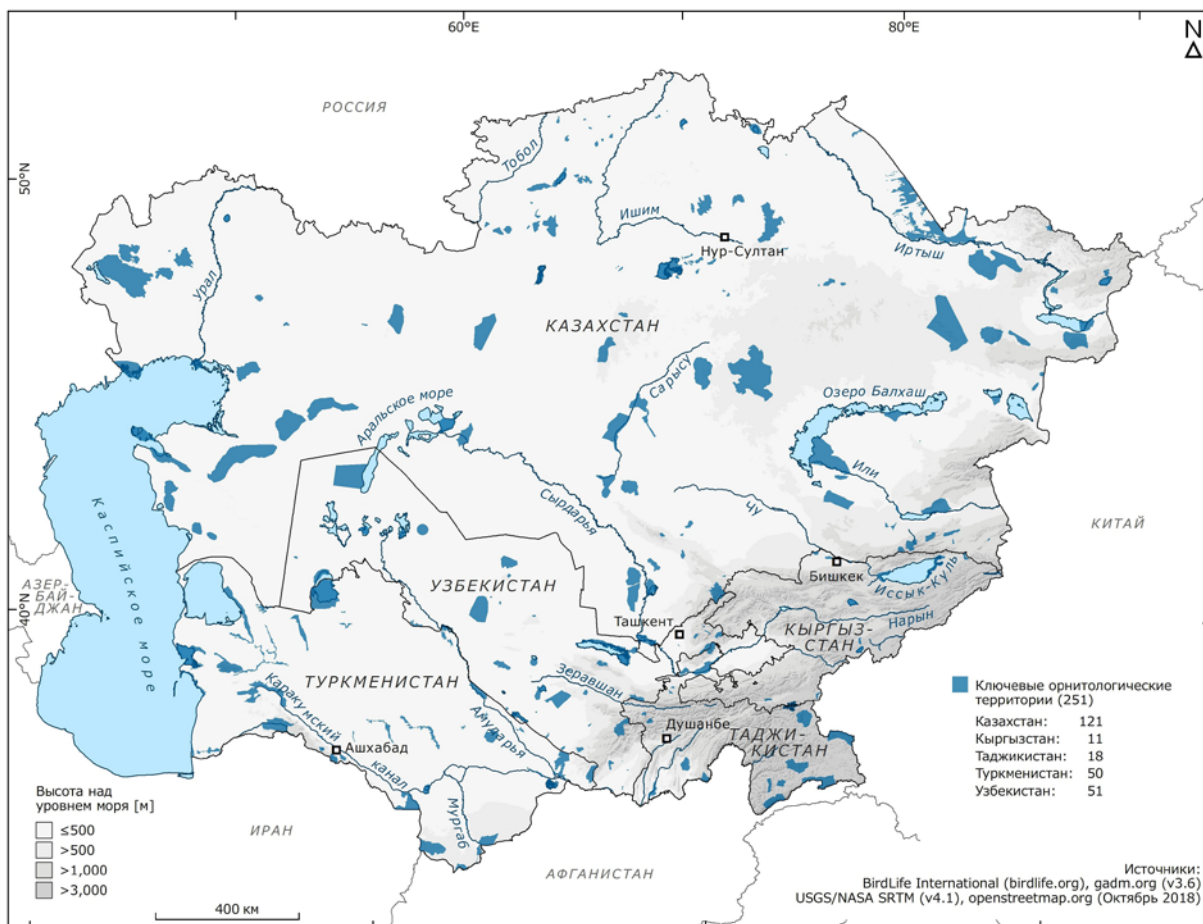 60°E
80°E
N
РОССИЯ
50°N
Тобол
Ишим
Нур-Султан
Иртыш
Урал
КАЗАХСТАН
Сарысу
Озеро Балхаш
Аральское море
Или
Сырдарья
Чу
КИТАЙ
Каспийское море
АЗЕР-
БАЙ-
ДЖАН
40°N
УЗБЕКИСТАН
Бишкек
Иссык-Куль
Ташкент
КЫРГЫЗ-
СТАН
Нарын
Зеравшан
ТУРКМЕНИСТАН
Каракумский
канал
Амударья
Ашхабад
Душанбе
ТАДЖИ-
КИСТАН
Мургаб
ИРАН
АФГАНИСТАН
Ключевые орнитологические
территории (251)
Казахстан: 121
Кыргызстан: 11
Таджикистан: 18
Туркменистан: 50
Узбекистан: 51
Высота над
уровнем моря [м]
≤500
>500
>1,000
>3,000
400 км
Источники:
BirdLife International (birdlife.org), gadm.org (v3.6)
USGS/NASA SRTM (v4.1), openstreetmap.org (Октябрь 2018)